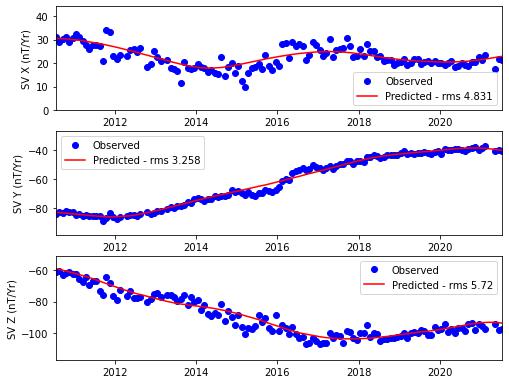 SV X (nT/Yr)
40
30
20
10
0
Observed
Predicted - rms 4.831
2012
2014
2016
2018
2020
SV Y (nT/Yr)
−40
−60
−80
Observed
Predicted - rms 3.258
2012
2014
2016
2018
2020
SV Z (nT/Yr)
−60
−80
−100
Observed
Predicted - rms 5.72
2012
2014
2016
2018
2020